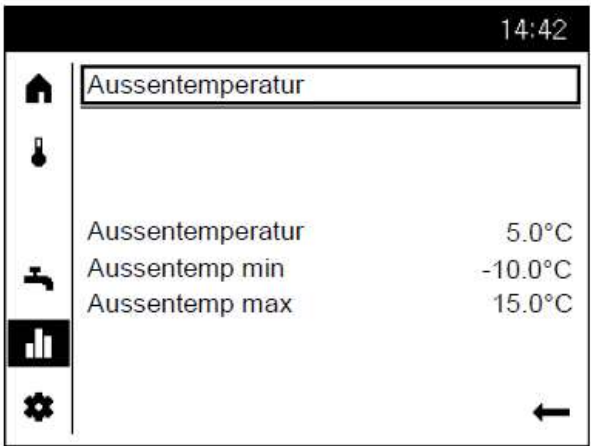 14:42
Aussentemperatur
Aussentemperatur 5.0°C
Aussentemp min -10.0°C
Aussentemp max 15.0°C